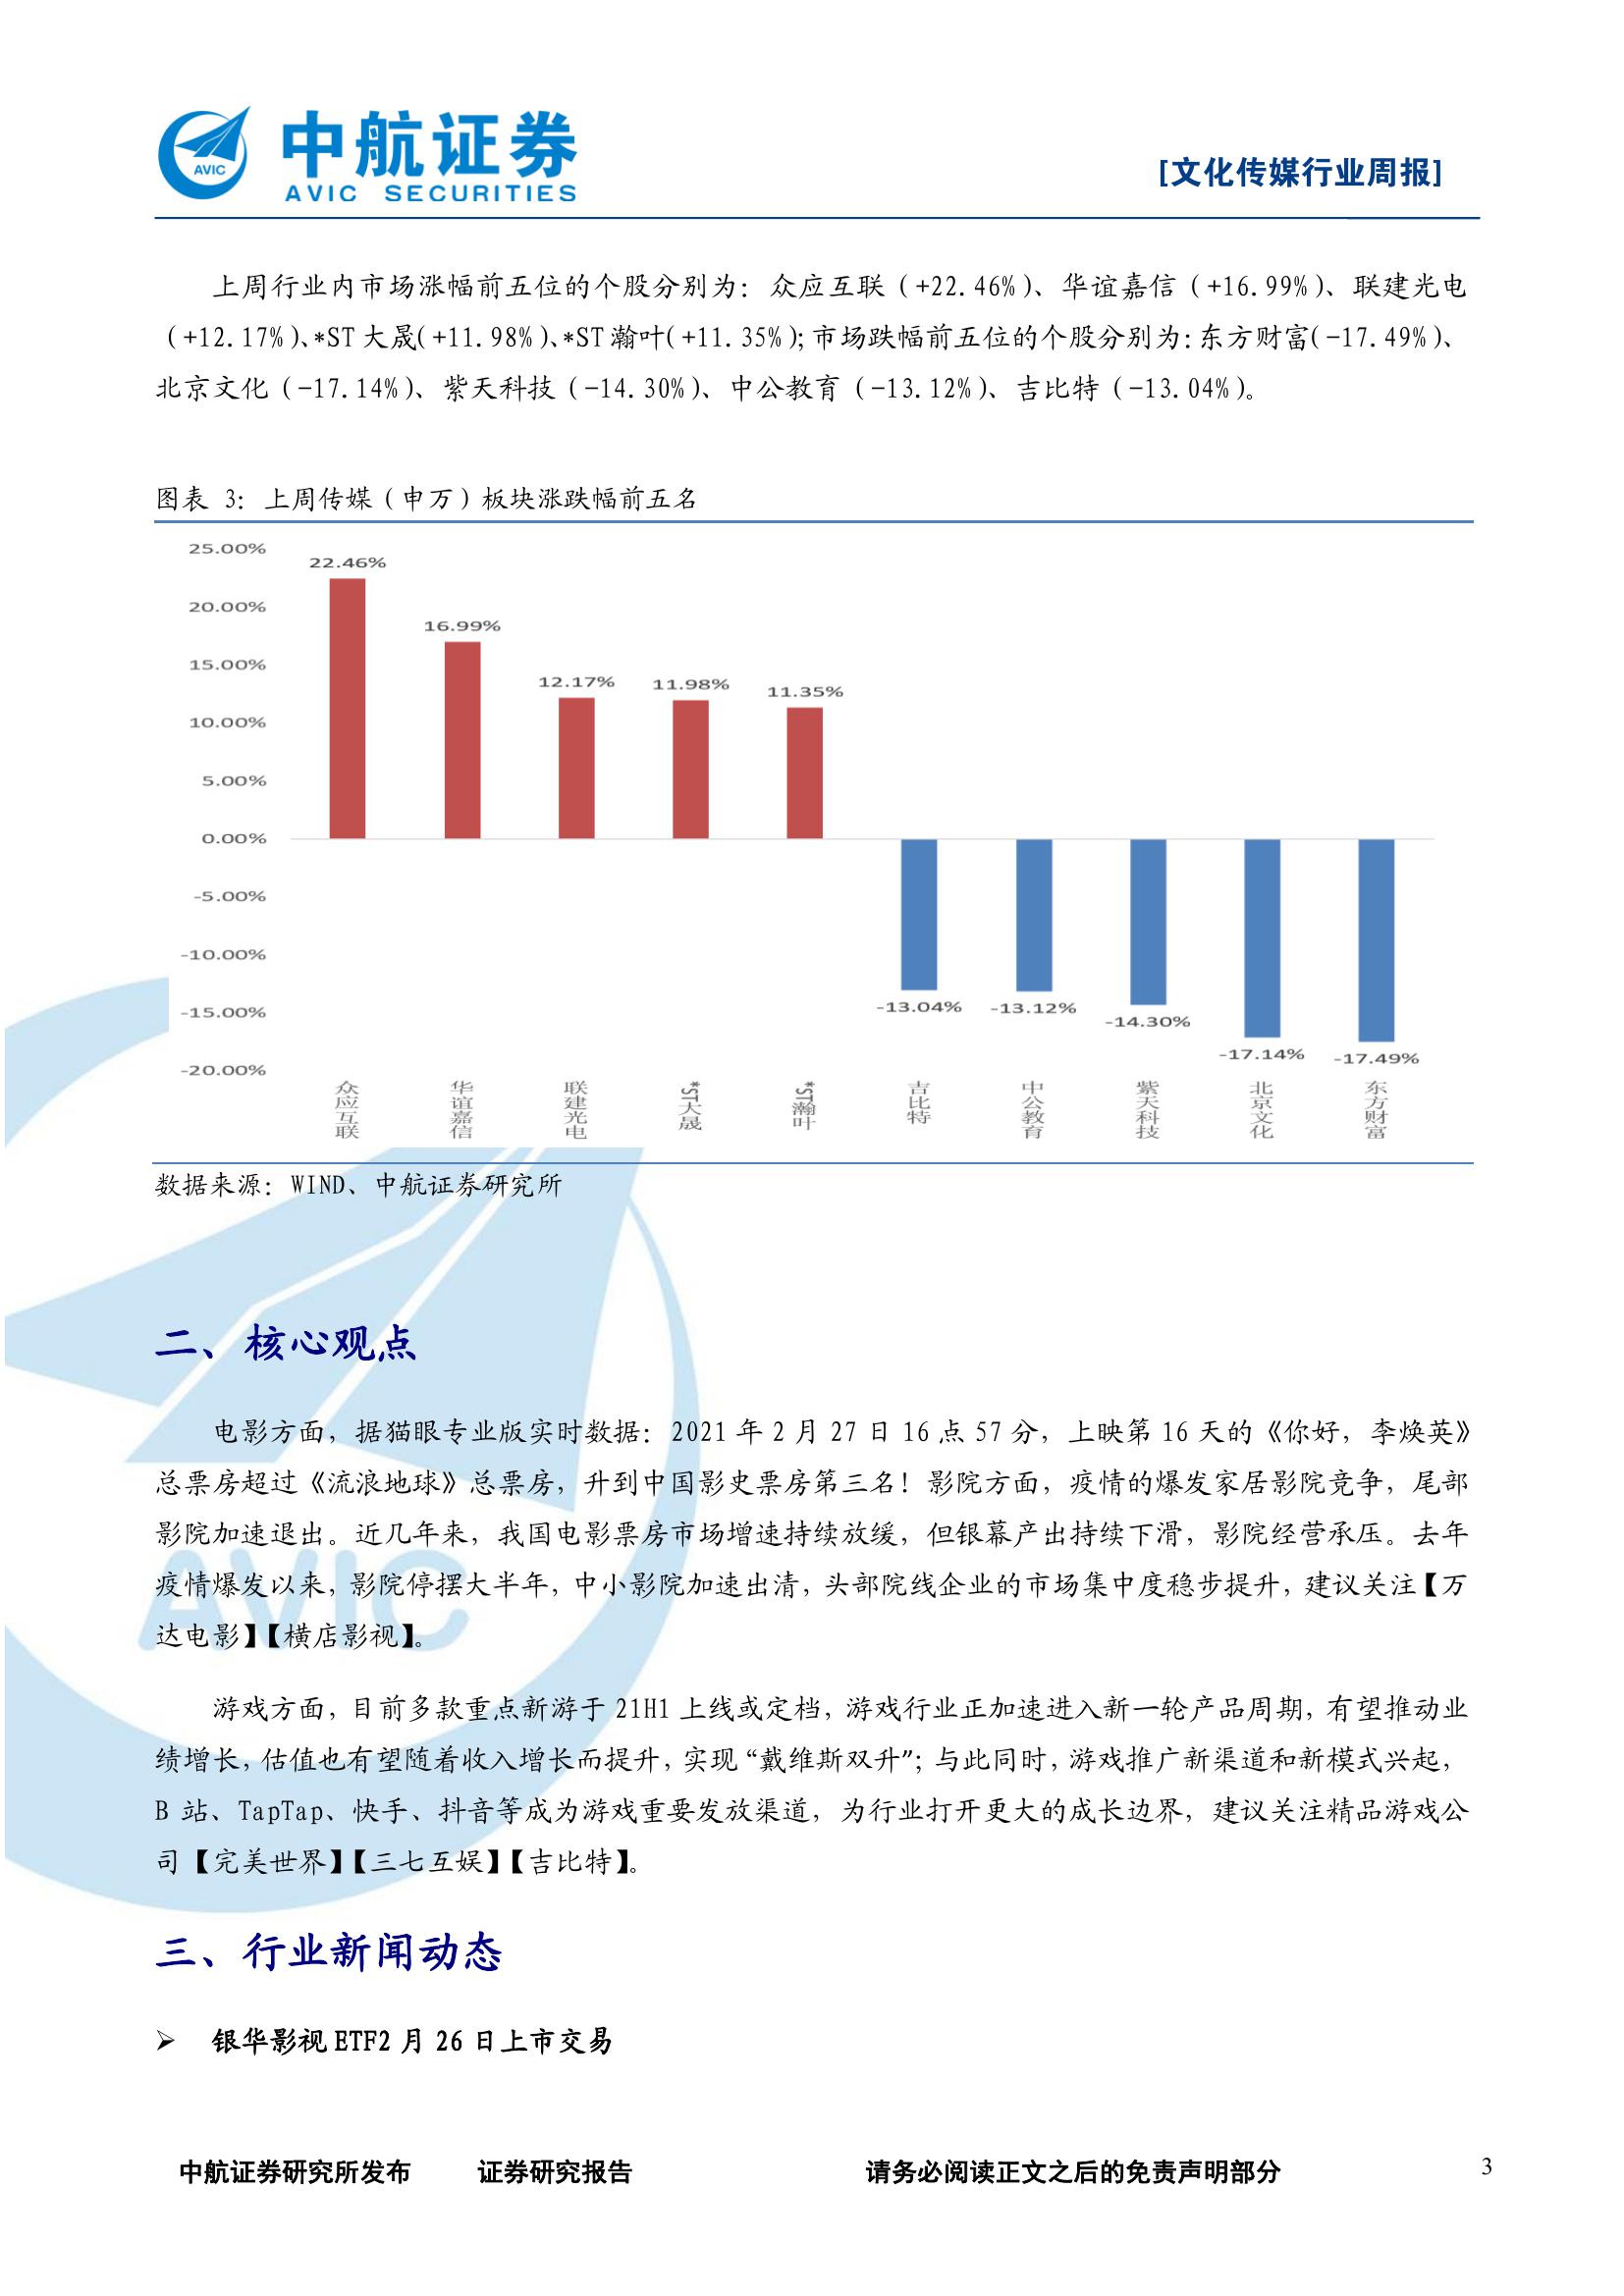 中航证券
AVIC SECURITIES
AVIC
[文化传媒行业周报]
上周行业内市场涨幅前五位的个股分别为：众应互联（+22.46%）、华谊嘉信（+16.99%）、联建光电
（+12.17%）、*ST 大晟（+11.98%）、*ST 瀚叶（+11.35%）；市场跌幅前五位的个股分别为：东方财富（-17.49%）、
北京文化（-17.14%）、紫天科技（-14.30%）、中公教育（-13.12%）、吉比特（-13.04%）。
图表 3：上周传媒（申万）板块涨跌幅前五名
25.00%
20.00%
15.00%
10.00%
5.00%
0.00%
-5.00%
-10.00%
-15.00%
-20.00%
22.46%
16.99%
12.17%
11.98%
11.35%
-13.04%
-13.12%
-14.30%
-17.14%
-17.49%
众应互联
华谊嘉信
联建光电
*ST大晟
*ST瀚叶
吉比特
中公教育
紫天科技
北京文化
东方财富
数据来源：WIND、中航证券研究所
二、核心观点
电影方面，据猫眼专业版实时数据：2021 年 2 月 27 日 16 点 57 分，上映第 16 天的《你好，李焕英》
总票房超过《流浪地球》总票房，升到中国影史票房第三名！影院方面，疫情的爆发家居影院竞争，尾部
影院加速退出。近几年来，我国电影票房市场增速持续放缓，但银幕产出持续下滑，影院经营承压。去年
疫情爆发以来，影院停摆大半年，中小影院加速出清，头部院线企业的市场集中度稳步提升，建议关注【万
达电影】【横店影视】。
游戏方面，目前多款重点新游于 21H1 上线或定档，游戏行业正加速进入新一轮产品周期，有望推动业
绩增长，估值也有望随着收入增长而提升，实现“戴维斯双升”；与此同时，游戏推广新渠道和新模式兴起，
B 站、TapTap、快手、抖音等成为游戏重要发放渠道，为行业打开更大的成长边界，建议关注精品游戏公
司【完美世界】【三七互娱】【吉比特】。
AVIC
三、行业新闻动态
➢ 银华影视 ETF2 月 26 日上市交易
中航证券研究所发布 证券研究报告 请务必阅读正文之后的免责声明部分 3